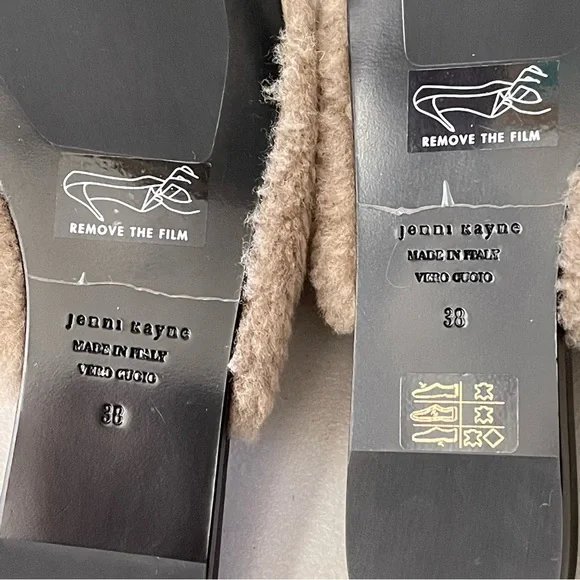 REMOVE THE FILM
jenni kayne
MADE IN ITALY
VERO CUOIO
38
REMOVE THE FILM
jenni kayne
MADE IN ITALY
VERO CUOIO
38